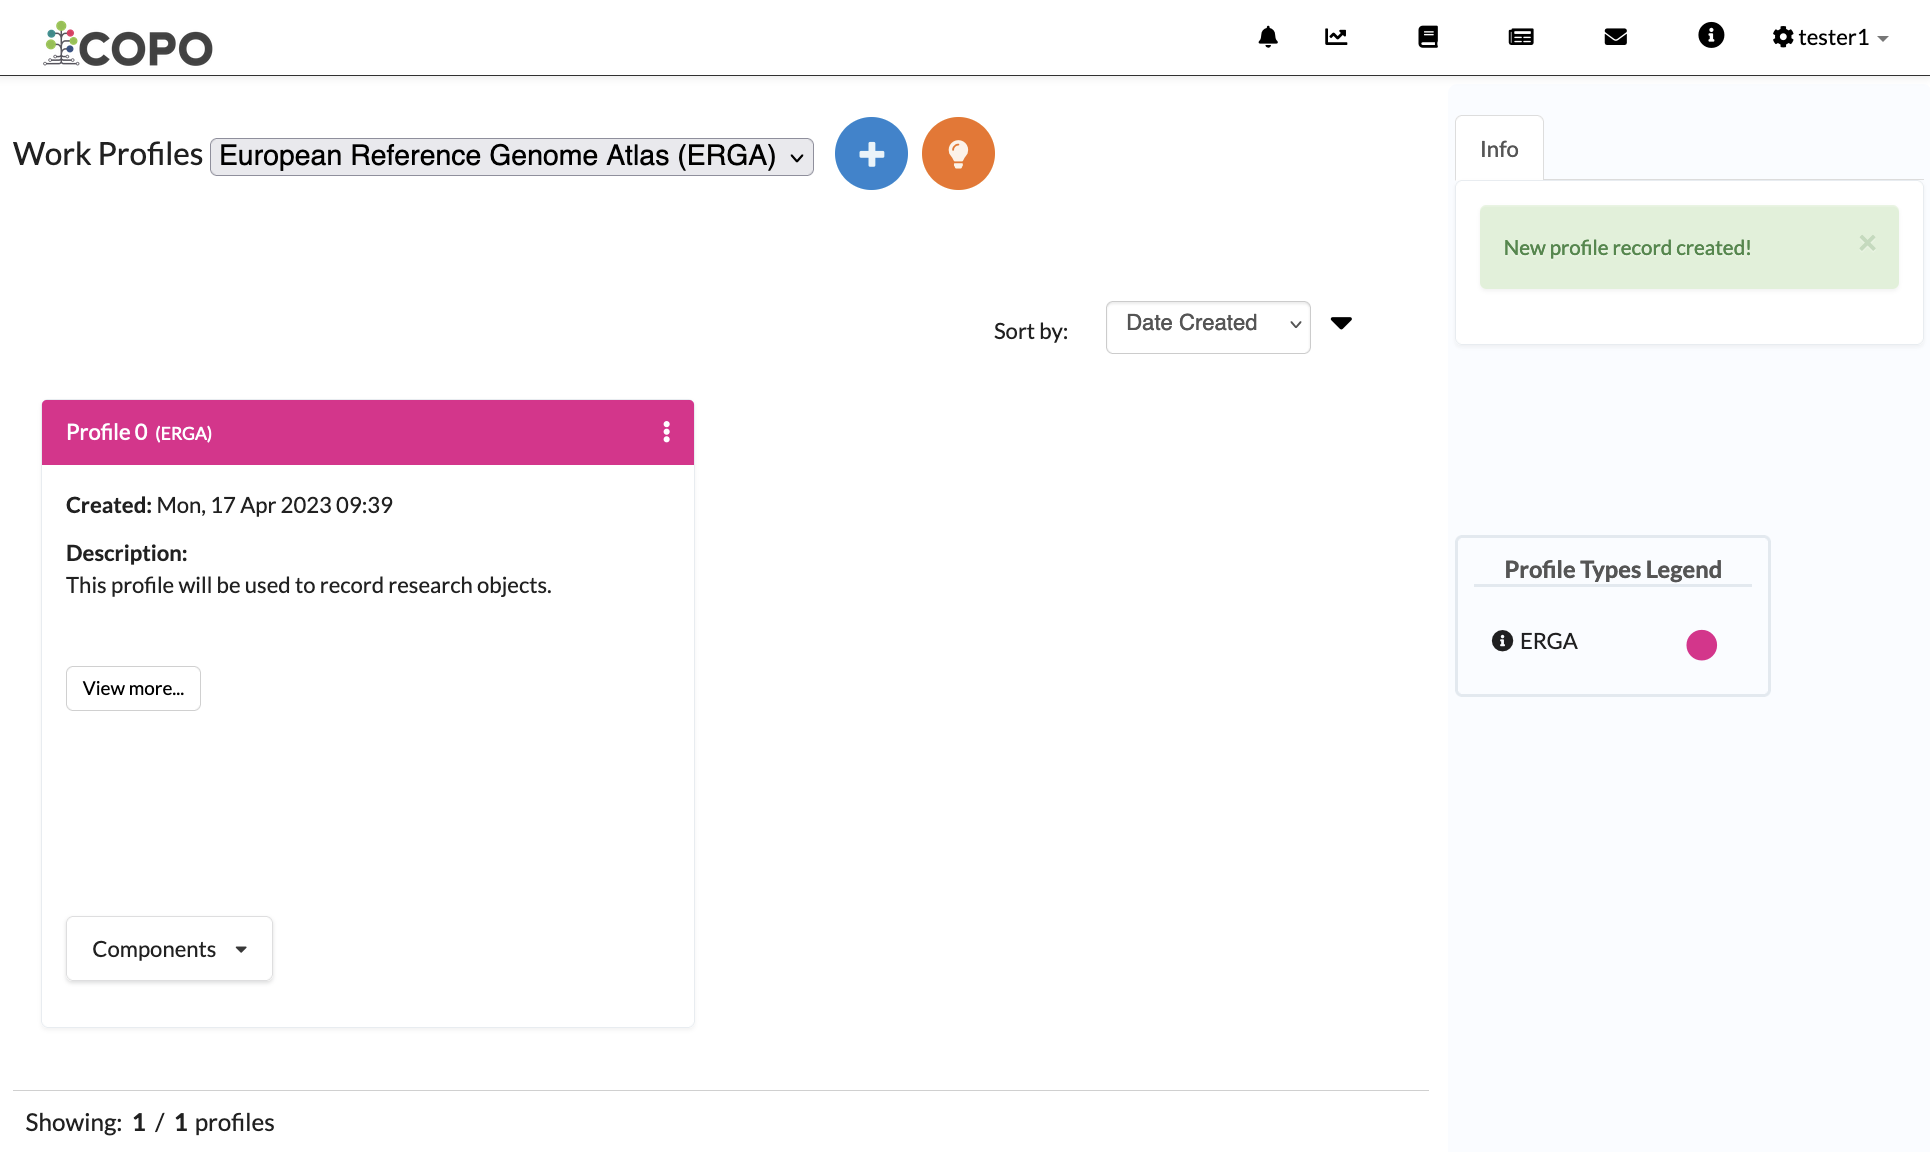 COPO
tester1
Work Profiles European Reference Genome Atlas (ERGA)
Info
New profile record created!
×
Sort by: Date Created
Profile 0 (ERGA)
Created: Mon, 17 Apr 2023 09:39
Description:
This profile will be used to record research objects.
View more...
Components
Profile Types Legend
ERGA
Showing: 1 / 1 profiles